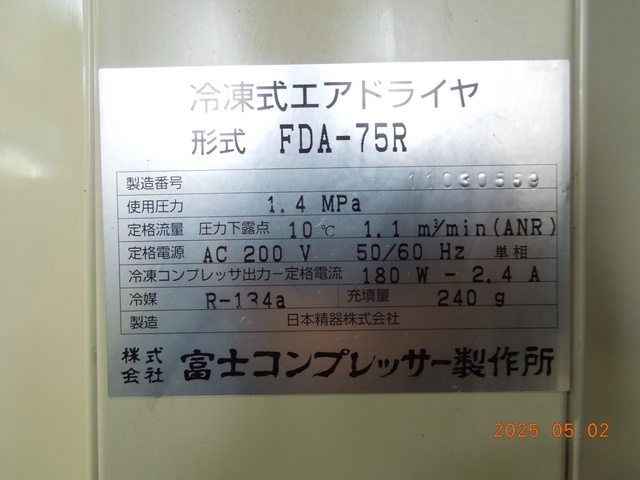 冷凍式エアドライヤ
形式 FDA-75R
製造番号 11030559
使用圧力 1.4 MPa
定格流量 圧力下露点 10℃ 1.1 m³/min(ANR)
定格電源 AC 200 V 50/60 Hz 単相
冷凍コンプレッサ出力ー定格電流 180 W - 2.4 A
冷媒 R-134a 充填量 240 g
製造 日本精器株式会社
株式会社 富士コンプレッサー製作所
2025.05.02